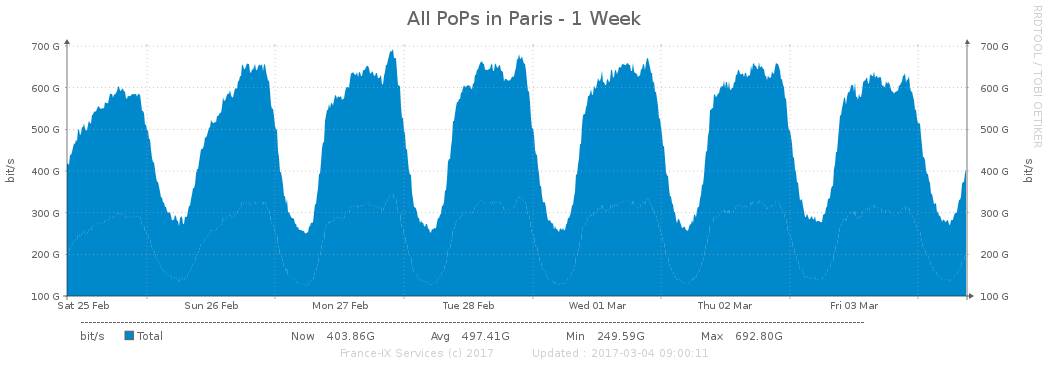 All PoPs in Paris - 1 Week
RRDTOOL / TOBI OETIKER
700 G 700 G
600 G 600 G
500 G 500 G
400 G 400 G
bit/s bit/s
300 G 300 G
200 G 200 G
100 G 100 G
Sat 25 Feb Sun 26 Feb Mon 27 Feb Tue 28 Feb Wed 01 Mar Thu 02 Mar Fri 03 Mar
bit/s Total Now 403.86G Avg 497.41G Min 249.59G Max 692.80G
France-IX Services (c) 2017 Updated : 2017-03-04 09:00:11